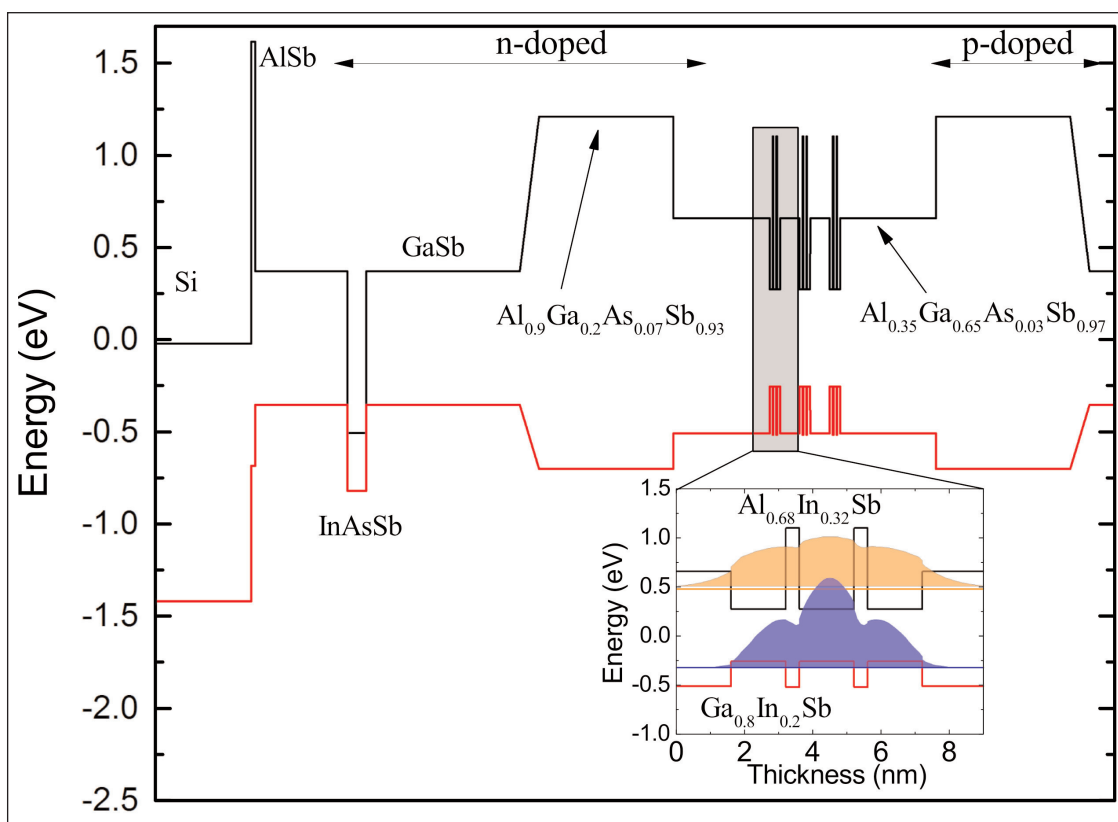 n-doped
p-doped
AlSb
1.5
1.0
0.5
0.0
-0.5
-1.0
-1.5
-2.0
-2.5
Energy (eV)
Si
GaSb
Al0.9Ga0.2As0.07Sb0.93
Al0.35Ga0.65As0.03Sb0.97
InAsSb
1.5
1.0
0.5
0.0
-0.5
-1.0
Energy (eV)
Al0.68In0.32Sb
Ga0.8In0.2Sb
0 2 4 6 8
Thickness (nm)